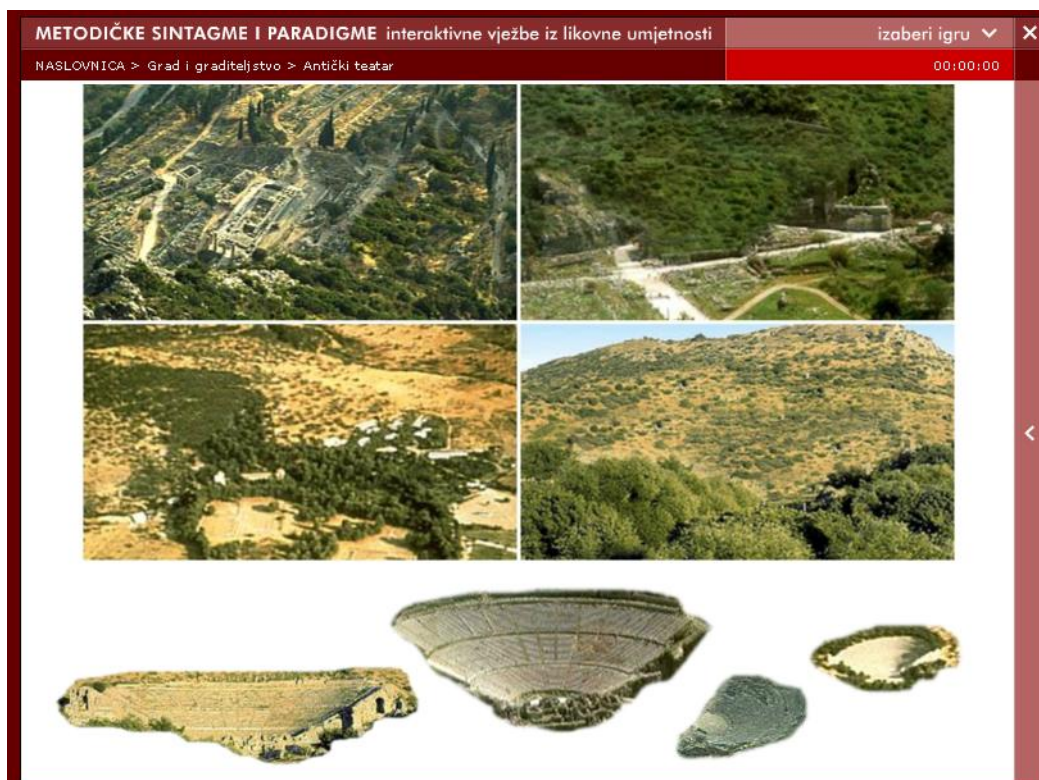 METODIČKE SINTAGME I PARADIGME interaktivne vježbe iz likovne umjetnosti izaberi igru
NASLOVNICA > Grad i graditeljstvo > Antički teatar 00:00:00